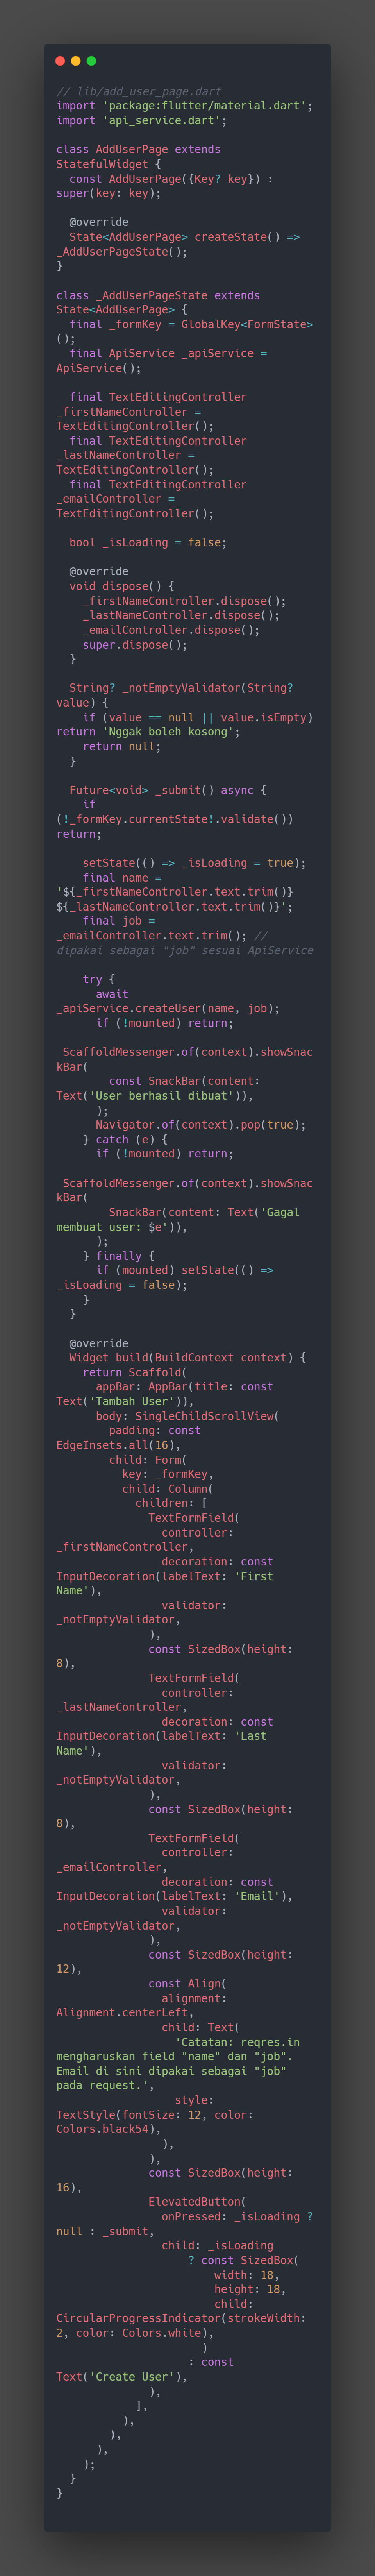 // lib/add_user_page.dart
import 'package:flutter/material.dart';
import 'api_service.dart';

class AddUserPage extends
StatefulWidget {
  const AddUserPage({Key? key}) :
super(key: key);

  @override
  State<AddUserPage> createState() =>
_AddUserPageState();
}

class _AddUserPageState extends
State<AddUserPage> {
  final _formKey = GlobalKey<FormState>
();
  final ApiService _apiService =
ApiService();

  final TextEditingController
_firstNameController =
TextEditingController();
  final TextEditingController
_lastNameController =
TextEditingController();
  final TextEditingController
_emailController =
TextEditingController();

  bool _isLoading = false;

  @override
  void dispose() {
    _firstNameController.dispose();
    _lastNameController.dispose();
    _emailController.dispose();
    super.dispose();
  }

  String? _notEmptyValidator(String?
value) {
    if (value == null || value.isEmpty)
return 'Nggak boleh kosong';
    return null;
  }

  Future<void> _submit() async {
    if
(!_formKey.currentState!.validate())
return;

    setState(() => _isLoading = true);
    final name =
'${_firstNameController.text.trim()}
${_lastNameController.text.trim()}';
    final job =
_emailController.text.trim(); //
dipakai sebagai "job" sesuai ApiService

    try {
      await
_apiService.createUser(name, job);
      if (!mounted) return;

 ScaffoldMessenger.of(context).showSnac
kBar(
        const SnackBar(content:
Text('User berhasil dibuat')),
      );
      Navigator.of(context).pop(true);
    } catch (e) {
      if (!mounted) return;

 ScaffoldMessenger.of(context).showSnac
kBar(
        SnackBar(content: Text('Gagal
membuat user: $e')),
      );
    } finally {
      if (mounted) setState(() =>
_isLoading = false);
    }
  }

  @override
  Widget build(BuildContext context) {
    return Scaffold(
      appBar: AppBar(title: const
Text('Tambah User')),
      body: SingleChildScrollView(
        padding: const
EdgeInsets.all(16),
        child: Form(
          key: _formKey,
          child: Column(
            children: [
              TextFormField(
                controller:
_firstNameController,
                decoration: const
InputDecoration(labelText: 'First
Name'),
                validator:
_notEmptyValidator,
              ),
              const SizedBox(height:
8),
              TextFormField(
                controller:
_lastNameController,
                decoration: const
InputDecoration(labelText: 'Last
Name'),
                validator:
_notEmptyValidator,
              ),
              const SizedBox(height:
8),
              TextFormField(
                controller:
_emailController,
                decoration: const
InputDecoration(labelText: 'Email'),
                validator:
_notEmptyValidator,
              ),
              const SizedBox(height:
12),
              const Align(
                alignment:
Alignment.centerLeft,
                child: Text(
                  'Catatan: reqres.in
mengharuskan field "name" dan "job".
Email di sini dipakai sebagai "job"
pada request.',
                  style:
TextStyle(fontSize: 12, color:
Colors.black54),
                ),
              ),
              const SizedBox(height:
16),
              ElevatedButton(
                onPressed: _isLoading ?
null : _submit,
                child: _isLoading
                    ? const SizedBox(
                        width: 18,
                        height: 18,
                        child:
CircularProgressIndicator(strokeWidth:
2, color: Colors.white),
                      )
                    : const
Text('Create User'),
              ),
            ],
          ),
        ),
      ),
    );
  }
}